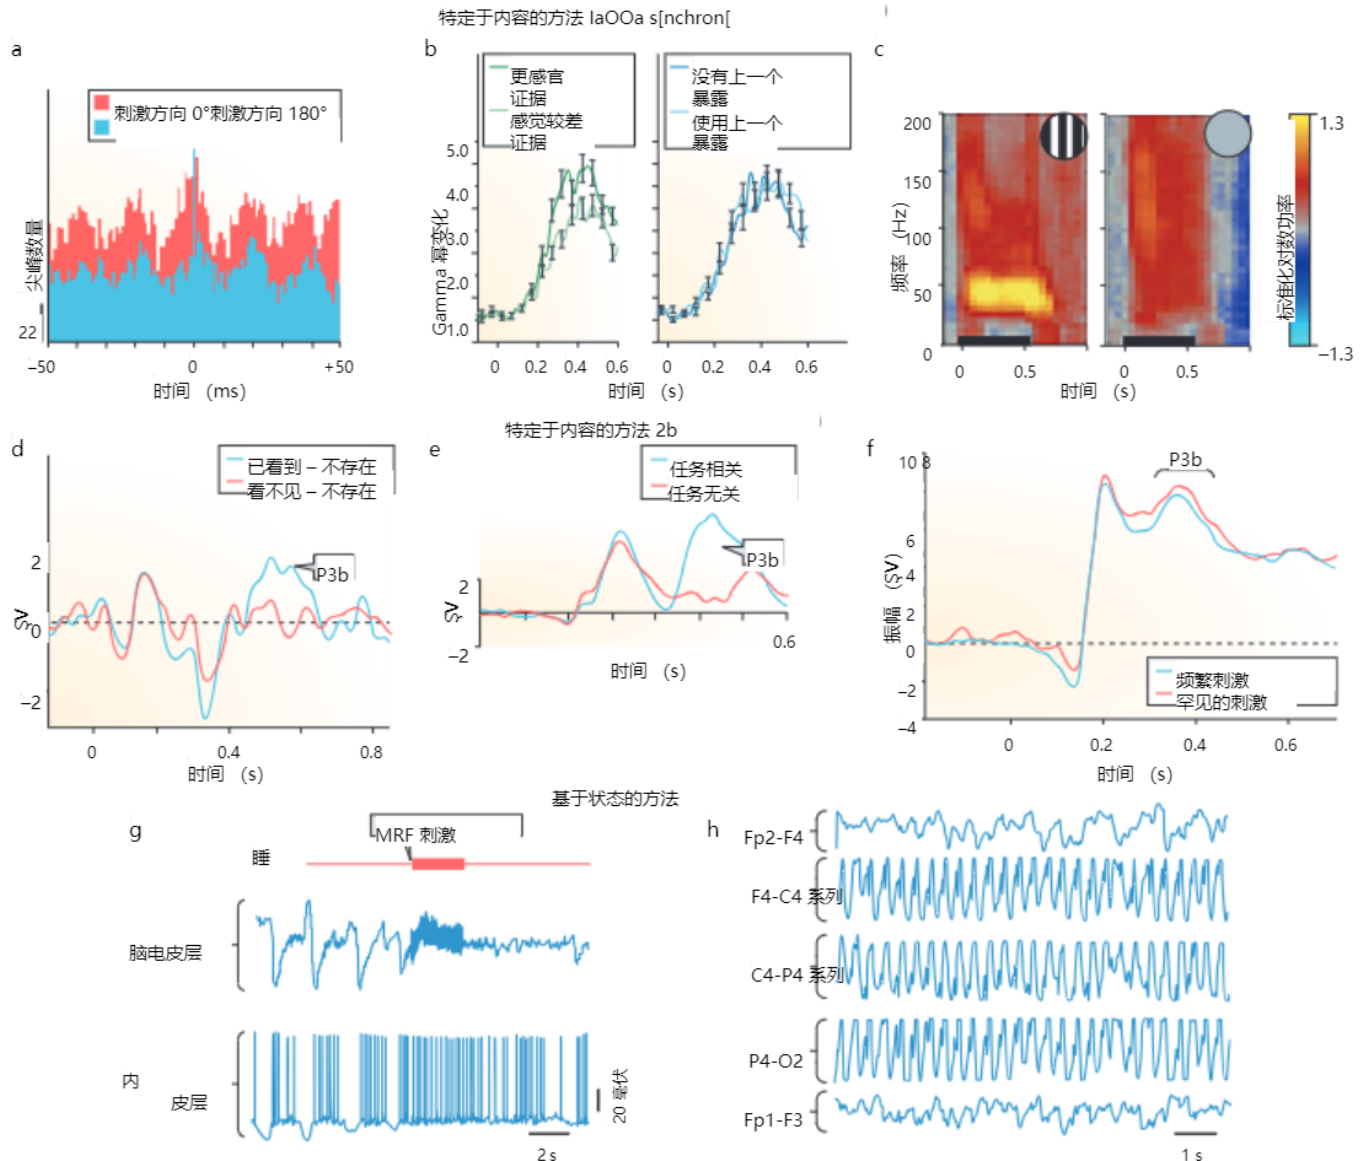 特定于内容的方法 IaOOa s[nchron[
a
刺激方向 0°刺激方向 180°
尖峰数量
22
−50
0
+50
时间 （ms）
b
更感官
证据
感觉较差
证据
没有上一个
暴露
使用上一个
暴露
5.0
4.0
3.0
2.0
G1.0
Gamma 幂变化
0
0.2
0.4
0.6
0
0.2
0.4
0.6
时间 （s）
c
200
150
100
50
0
频率 （Hz）
0
0.5
0
0.5
时间 （s）
1.3
−1.3
标准化对数功率
特定于内容的方法 2b
d
已看到 – 不存在
看不见 – 不存在
P3b
2
0
−2
ȘV
0
0.4
0.8
时间 （s）
e
任务相关
任务无关
P3b
2
−2
ȘV
0.6
时间 （s）
f
10 8
6
4
2
0
−2
−4
振幅 （ȘV）
P3b
频繁刺激
罕见的刺激
0
0.2
0.4
0.6
时间 （s）
基于状态的方法
g
MRF 刺激
睡
脑电皮层
内
皮层
20 毫伏
2 s
h
Fp2-F4
F4-C4 系列
C4-P4 系列
P4-O2
Fp1-F3
1 s